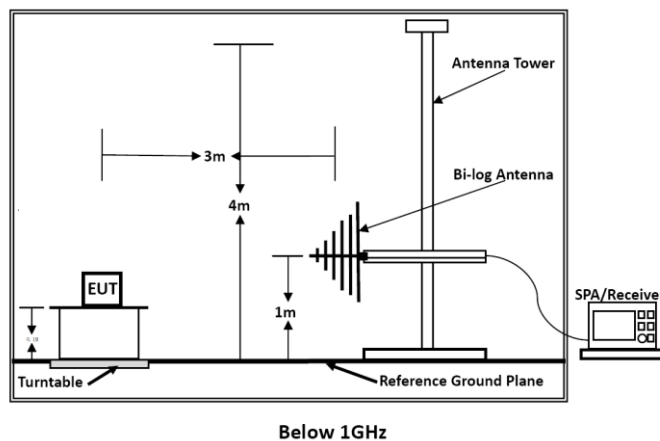 Antenna Tower
3m
Bi-log Antenna
4m
EUT
1m
SPA/Receive
Turntable
Reference Ground Plane
Below 1GHz